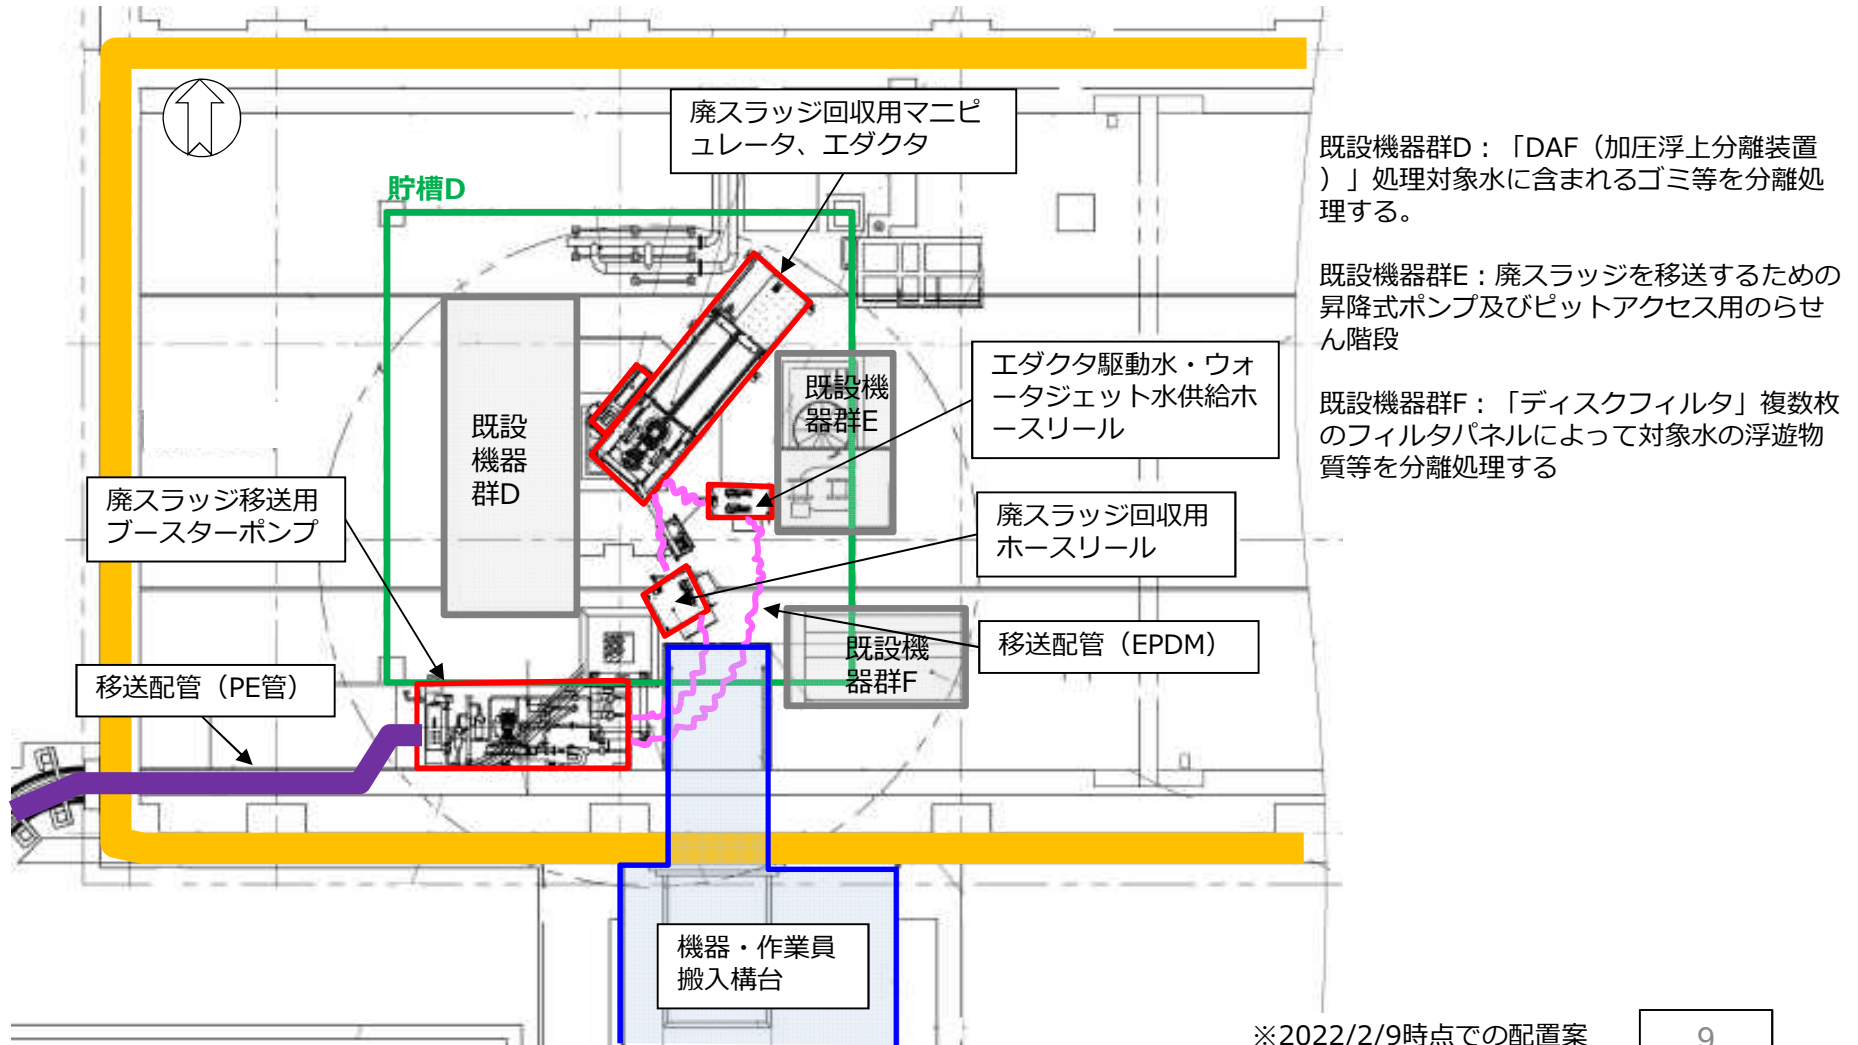 廃スラッジ回収用マニピ
ュレータ、エダクタ
貯槽D
既設機器群D：「DAF（加圧浮上分離装置
）」処理対象水に含まれるゴミ等を分離処
理する。
既設機器群E：廃スラッジを移送するための
昇降式ポンプ及びピットアクセス用のらせ
ん階段
既設機器群F：「ディスクフィルタ」複数枚
のフィルタパネルによって対象水の浮遊物
質等を分離処理する
エダクタ駆動水・ウォ
ータジェット水供給ホ
ースリール
既設機
器群E
既設
機器
群D
廃スラッジ移送用
ブースターポンプ
廃スラッジ回収用
ホースリール
移送配管（EPDM）
既設機
器群F
移送配管（PE管）
機器・作業員
搬入構台
※2022/2/9時点での配置案
9